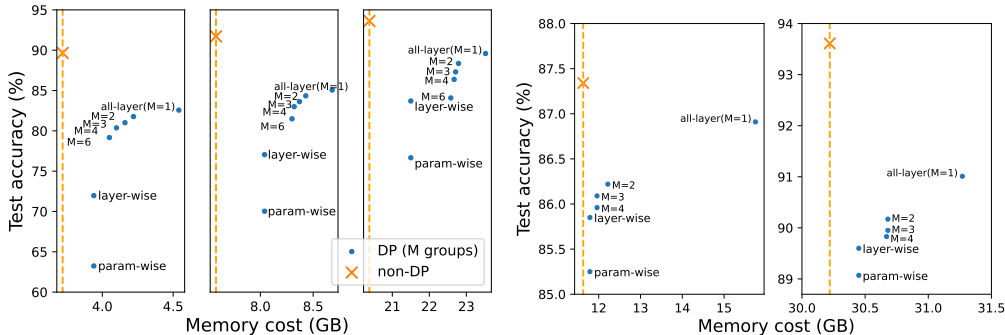 Test accuracy (%)
95
90
85
80
75
70
65
60
all-layer(M=1)
M=2
M=3
M=4
M=6
layer-wise
param-wise
4.0
4.5
all-layer(M=1)
M=2
M=3
M=4
M=6
layer-wise
param-wise
8.0
8.5
all-layer(M=1)
M=2
M=3
M=4
M=6
layer-wise
param-wise
21
22
23
DP (M groups)
non-DP
Memory cost (GB)
Test accuracy (%)
88.0
87.5
87.0
86.5
86.0
85.5
85.0
all-layer(M=1)
M=2
M=3
M=4
layer-wise
param-wise
12
13
14
15
94
93
92
91
90
89
all-layer(M=1)
M=2
M=3
M=4
layer-wise
param-wise
30.0
30.5
31.0
31.5
Memory cost (GB)